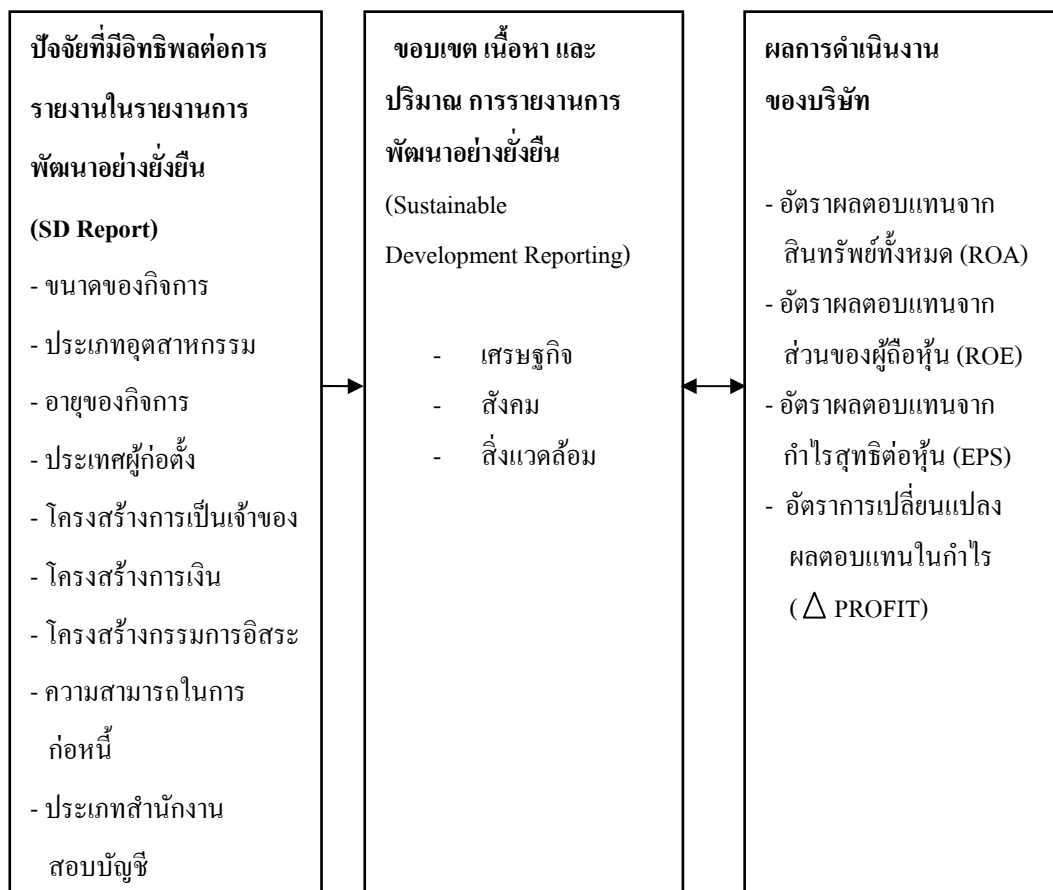 ปัจจัยที่มีอิทธิพลต่อการ
รายงานในรายงานการ
พัฒนาอย่างยั่งยืน
(SD Report)
- ขนาดของกิจการ
- ประเภทอุตสาหกรรม
- อายุของกิจการ
- ประเทศผู้ก่อตั้ง
- โครงสร้างการเป็นเจ้าของ
- โครงสร้างการเงิน
- โครงสร้างกรรมการอิสระ
- ความสามารถในการ
ก่อหนี้
- ประเภทสำนักงาน
สอบบัญชี
ขอบเขต เนื้อหา และ
ปริมาณ การรายงานการ
พัฒนาอย่างยั่งยืน
(Sustainable
Development Reporting)
- เศรษฐกิจ
- สังคม
- สิ่งแวดล้อม
ผลการดำเนินงาน
ของบริษัท
- อัตราผลตอบแทนจาก
สินทรัพย์ทั้งหมด (ROA)
- อัตราผลตอบแทนจาก
ส่วนของผู้ถือหุ้น (ROE)
- อัตราผลตอบแทนจาก
กำไรสุทธิต่อหุ้น (EPS)
- อัตราการเปลี่ยนแปลง
ผลตอบแทนในกำไร
(△ PROFIT)